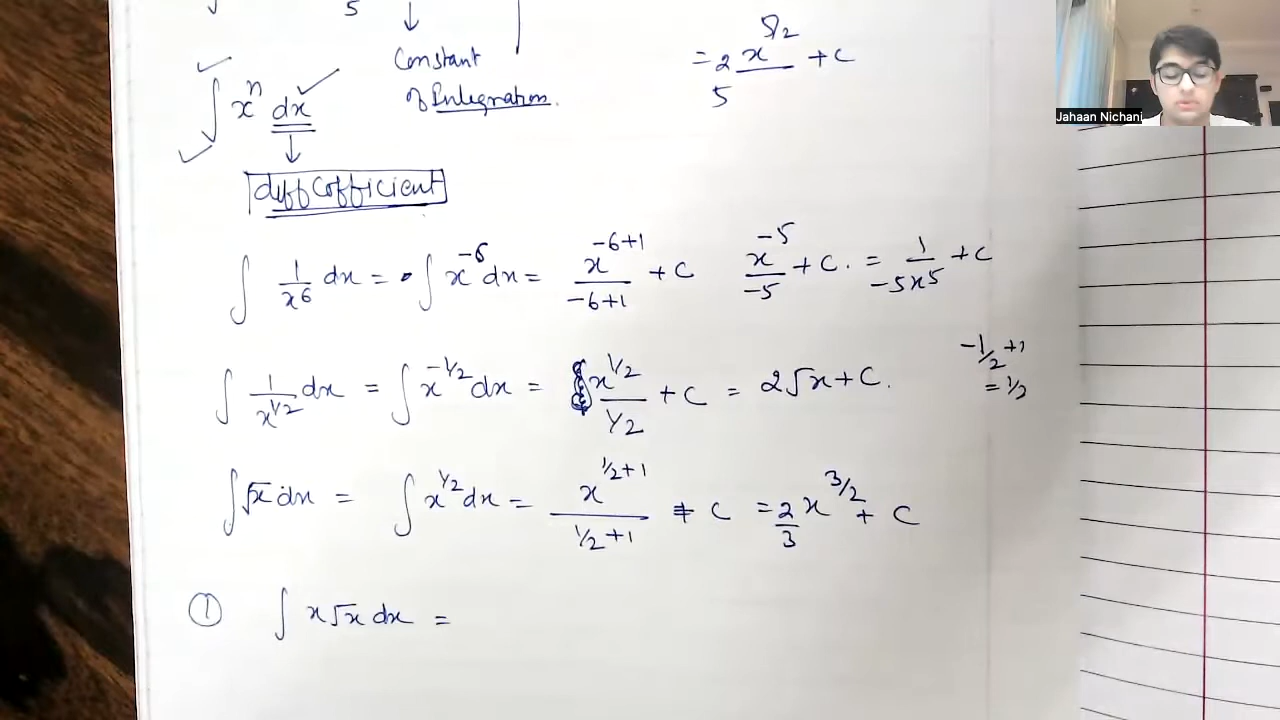 5
Constant
of Integration.
= 2 x^{5/2} / 5 + C
∫ x^n dx
diff Cofficient
∫ 1/x^6 dx = ∫ x^{-6} dx = x^{-6+1} / -6+1 + C x^{-5} / -5 + C. = 1 / -5x^5 + C
∫ 1/x^{1/2} dx = ∫ x^{-1/2} dx = x^{1/2} / 1/2 + C = 2√x + C.
-1/2 +1
= 1/2
∫ √x dx = ∫ x^{1/2} dx = x^{1/2+1} / 1/2+1 + C = 2/3 x^{3/2} + C
① ∫ x√x dx =
Jahaan Nichani